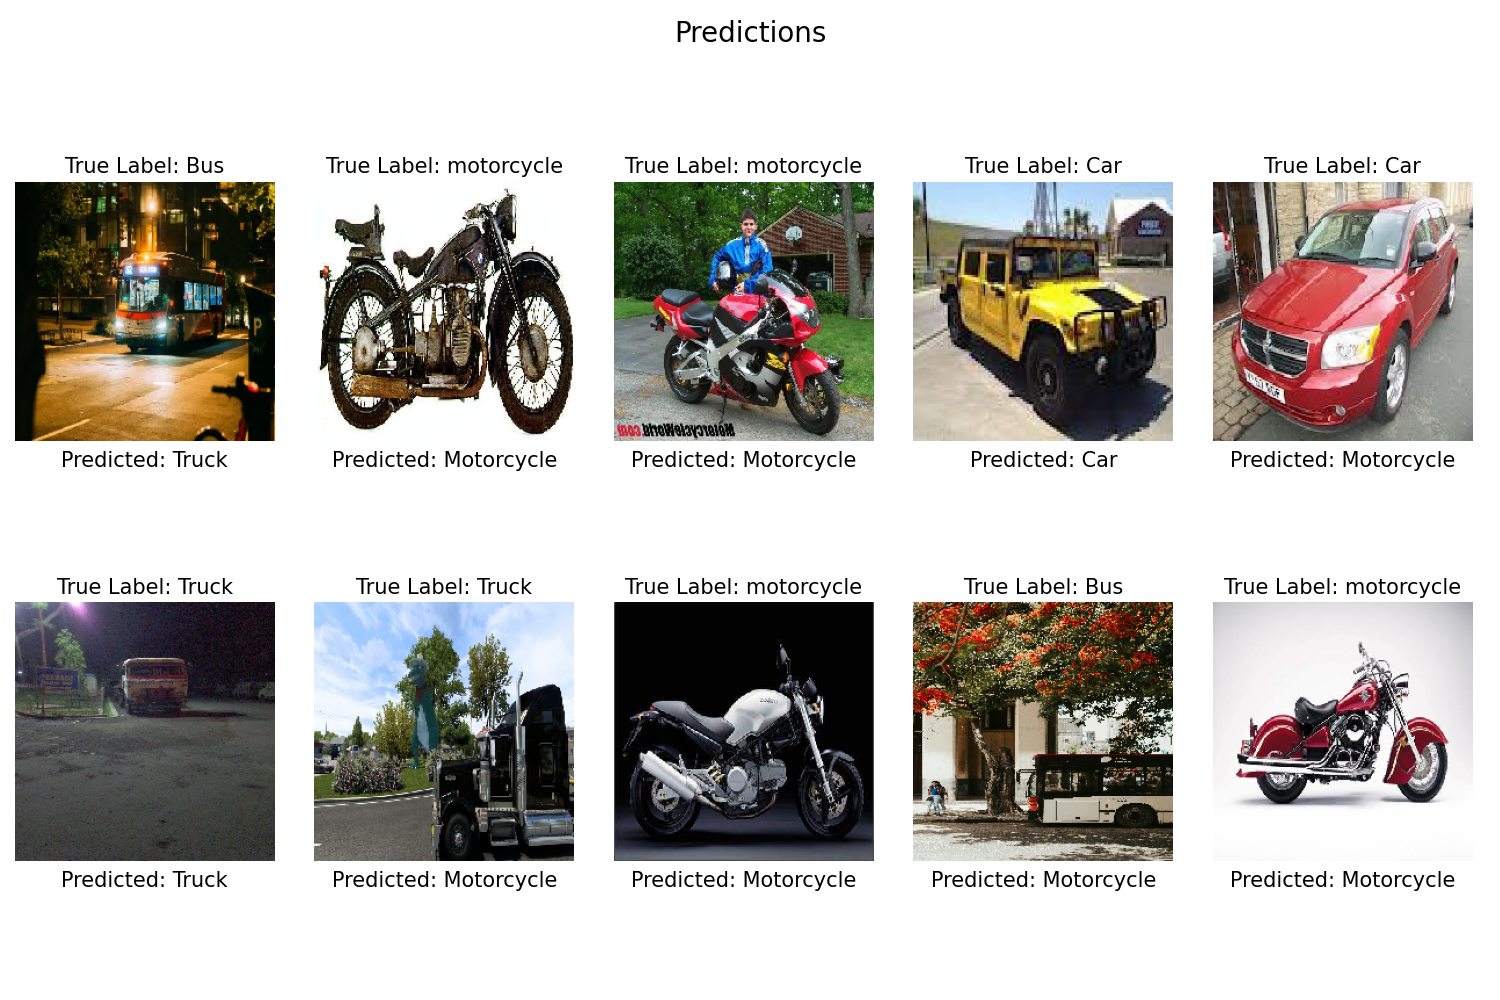 Predictions
True Label: Bus
True Label: motorcycle
True Label: motorcycle
True Label: Car
True Label: Car
MotorcycleWorld.com
Predicted: Truck
Predicted: Motorcycle
Predicted: Motorcycle
Predicted: Car
Predicted: Motorcycle
True Label: Truck
True Label: Truck
True Label: motorcycle
True Label: Bus
True Label: motorcycle
P
Predicted: Truck
Predicted: Motorcycle
Predicted: Motorcycle
Predicted: Motorcycle
Predicted: Motorcycle